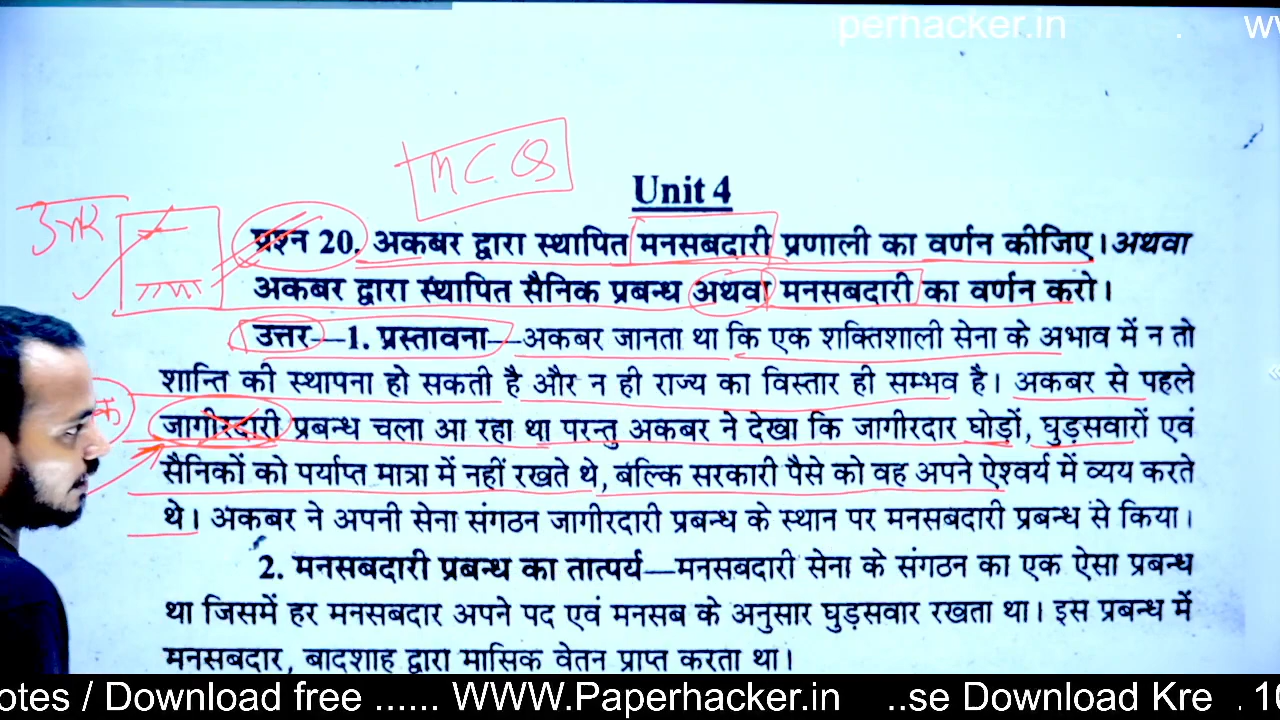 perhacker.in . ww
MCQ
Unit 4
उत्तर
प्रश्न 20. अकबर द्वारा स्थापित मनसबदारी प्रणाली का वर्णन कीजिए। अथवा
अकबर द्वारा स्थापित सैनिक प्रबन्ध अथवा मनसबदारी का वर्णन करो।
उत्तर—1. प्रस्तावना—अकबर जानता था कि एक शक्तिशाली सेना के अभाव में न तो
शान्ति की स्थापना हो सकती है और न ही राज्य का विस्तार ही सम्भव है। अकबर से पहले
जागीरदारी प्रबन्ध चला आ रहा था परन्तु अकबर ने देखा कि जागीरदार घोड़ों, घुड़सवारों एवं
सैनिकों को पर्याप्त मात्रा में नहीं रखते थे, बल्कि सरकारी पैसे को वह अपने ऐश्वर्य में व्यय करते
थे। अकबर ने अपनी सेना संगठन जागीरदारी प्रबन्ध के स्थान पर मनसबदारी प्रबन्ध से किया।
2. मनसबदारी प्रबन्ध का तात्पर्य—मनसबदारी सेना के संगठन का एक ऐसा प्रबन्ध
था जिसमें हर मनसबदार अपने पद एवं मनसब के अनुसार घुड़सवार रखता था। इस प्रबन्ध में
मनसबदार, बादशाह द्वारा मासिक वेतन प्राप्त करता था।
otes / Download free ...... WWW.Paperhacker.in ..se Download Kre . 10